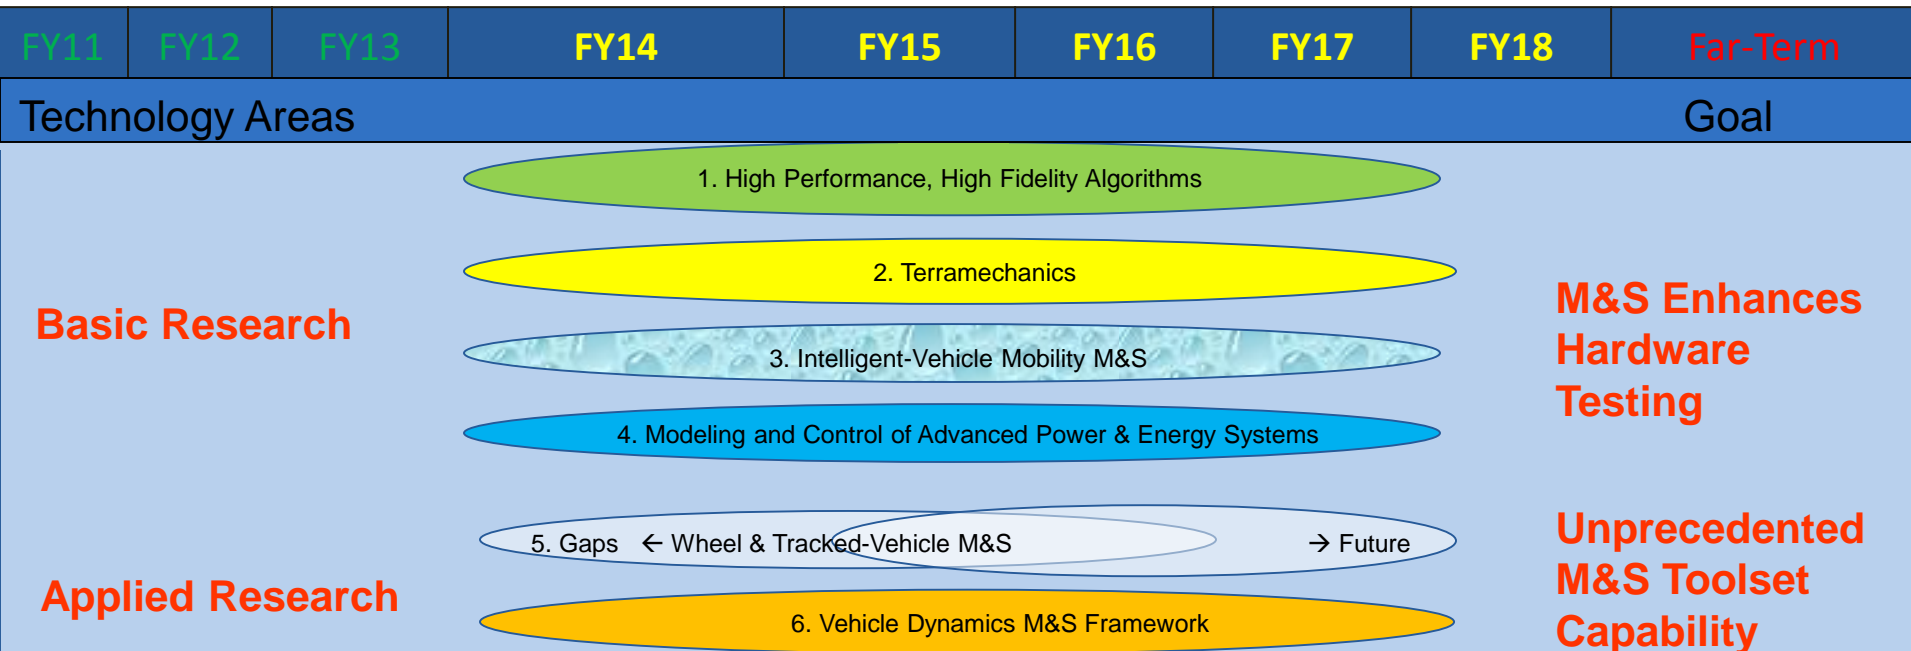 FY11 FY12 FY13 FY14 FY15 FY16 FY17 FY18 Far-Term
Technology Areas Goal
1. High Performance, High Fidelity Algorithms
2. Terramechanics
Basic Research
3. Intelligent-Vehicle Mobility M&S
4. Modeling and Control of Advanced Power & Energy Systems
M&S Enhances
Hardware
Testing
5. Gaps ← Wheel & Tracked-Vehicle M&S → Future
Applied Research
6. Vehicle Dynamics M&S Framework
Unprecedented
M&S Toolset
Capability